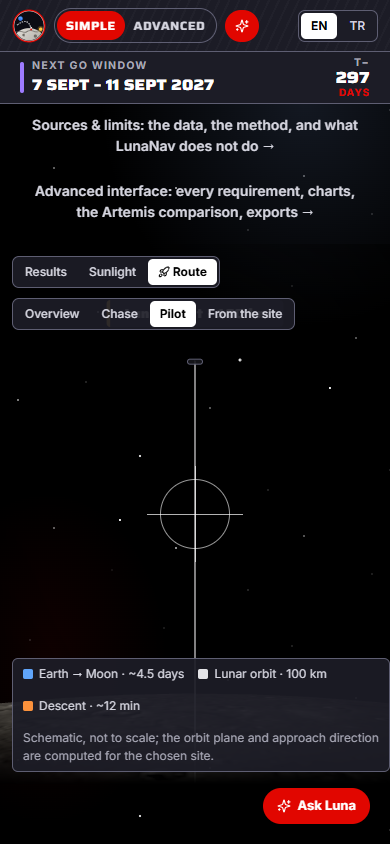 SIMPLE
ADVANCED
EN
TR
NEXT GO WINDOW
7 SEPT – 11 SEPT 2027
T−
297
DAYS
Sources & limits: the data, the method, and what
LunaNav does not do →
Advanced interface: every requirement, charts,
the Artemis comparison, exports →
Results
Sunlight
Route
Overview
Chase
Pilot
From the site
Earth → Moon · ~4.5 days
Lunar orbit · 100 km
Descent · ~12 min
Schematic, not to scale; the orbit plane and approach direction
are computed for the chosen site.
Ask Luna